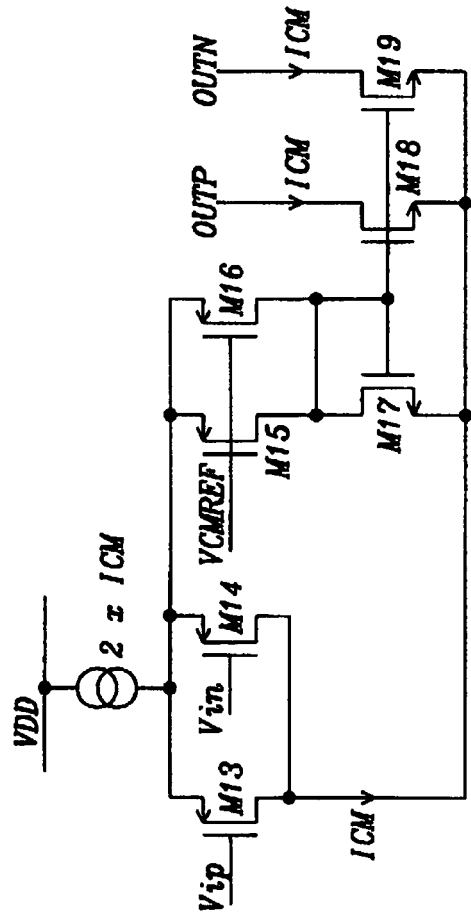 VDD
2 x ICM
Vip
M13
Vin
M14
VCMREF
M15
M16
OUTP
OUTN
ICM
ICM
M17
M18
M19
ICM